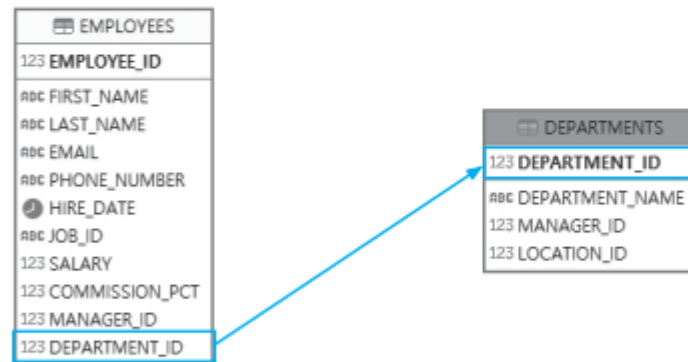 EMPLOYEES
123 EMPLOYEE_ID
ABC FIRST_NAME
ABC LAST_NAME
ABC EMAIL
ABC PHONE_NUMBER
HIRE_DATE
ABC JOB_ID
123 SALARY
123 COMMISSION_PCT
123 MANAGER_ID
123 DEPARTMENT_ID
DEPARTMENTS
123 DEPARTMENT_ID
ABC DEPARTMENT_NAME
123 MANAGER_ID
123 LOCATION_ID